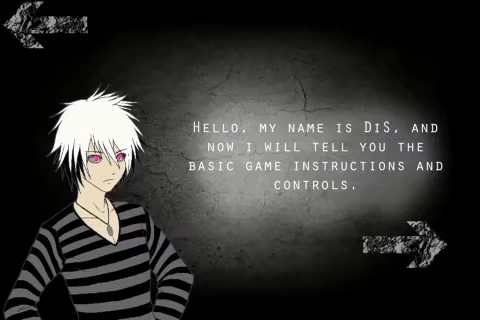 Hello, my name is DiS, and
now i will tell you the
basic game instructions and
controls.